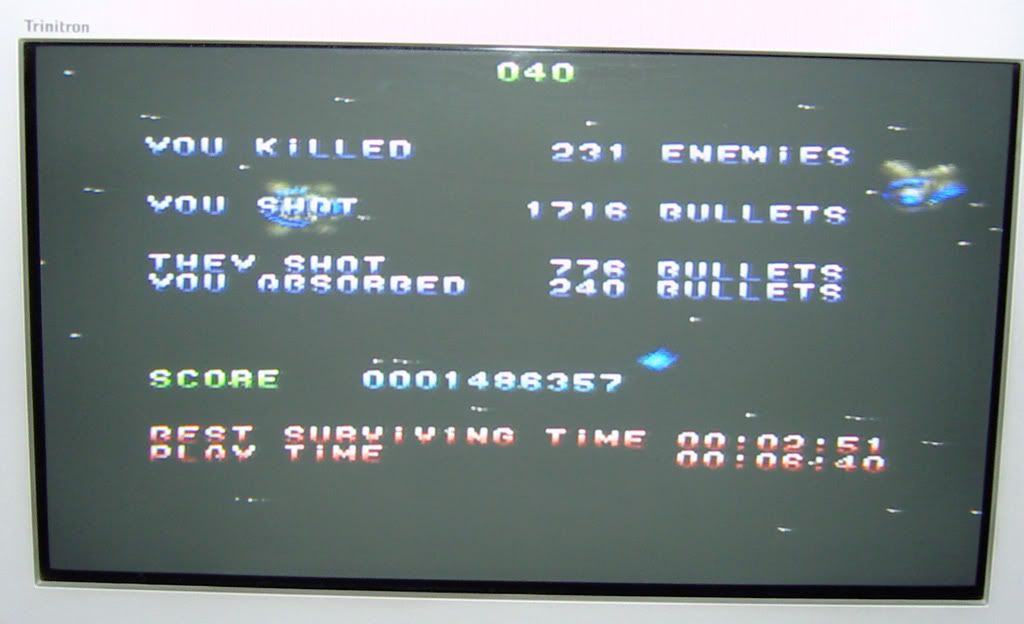 Trinitron
040
YOU KiLLED 231 ENEMiES
YOU SHOT 1716 BULLETS
THEY SHOT 776 BULLETS
YOU ABSORBED 240 BULLETS
SCORE 0001486357
BEST SURViViNG TiME 00:02:51
PLAY TiME 00:06:40